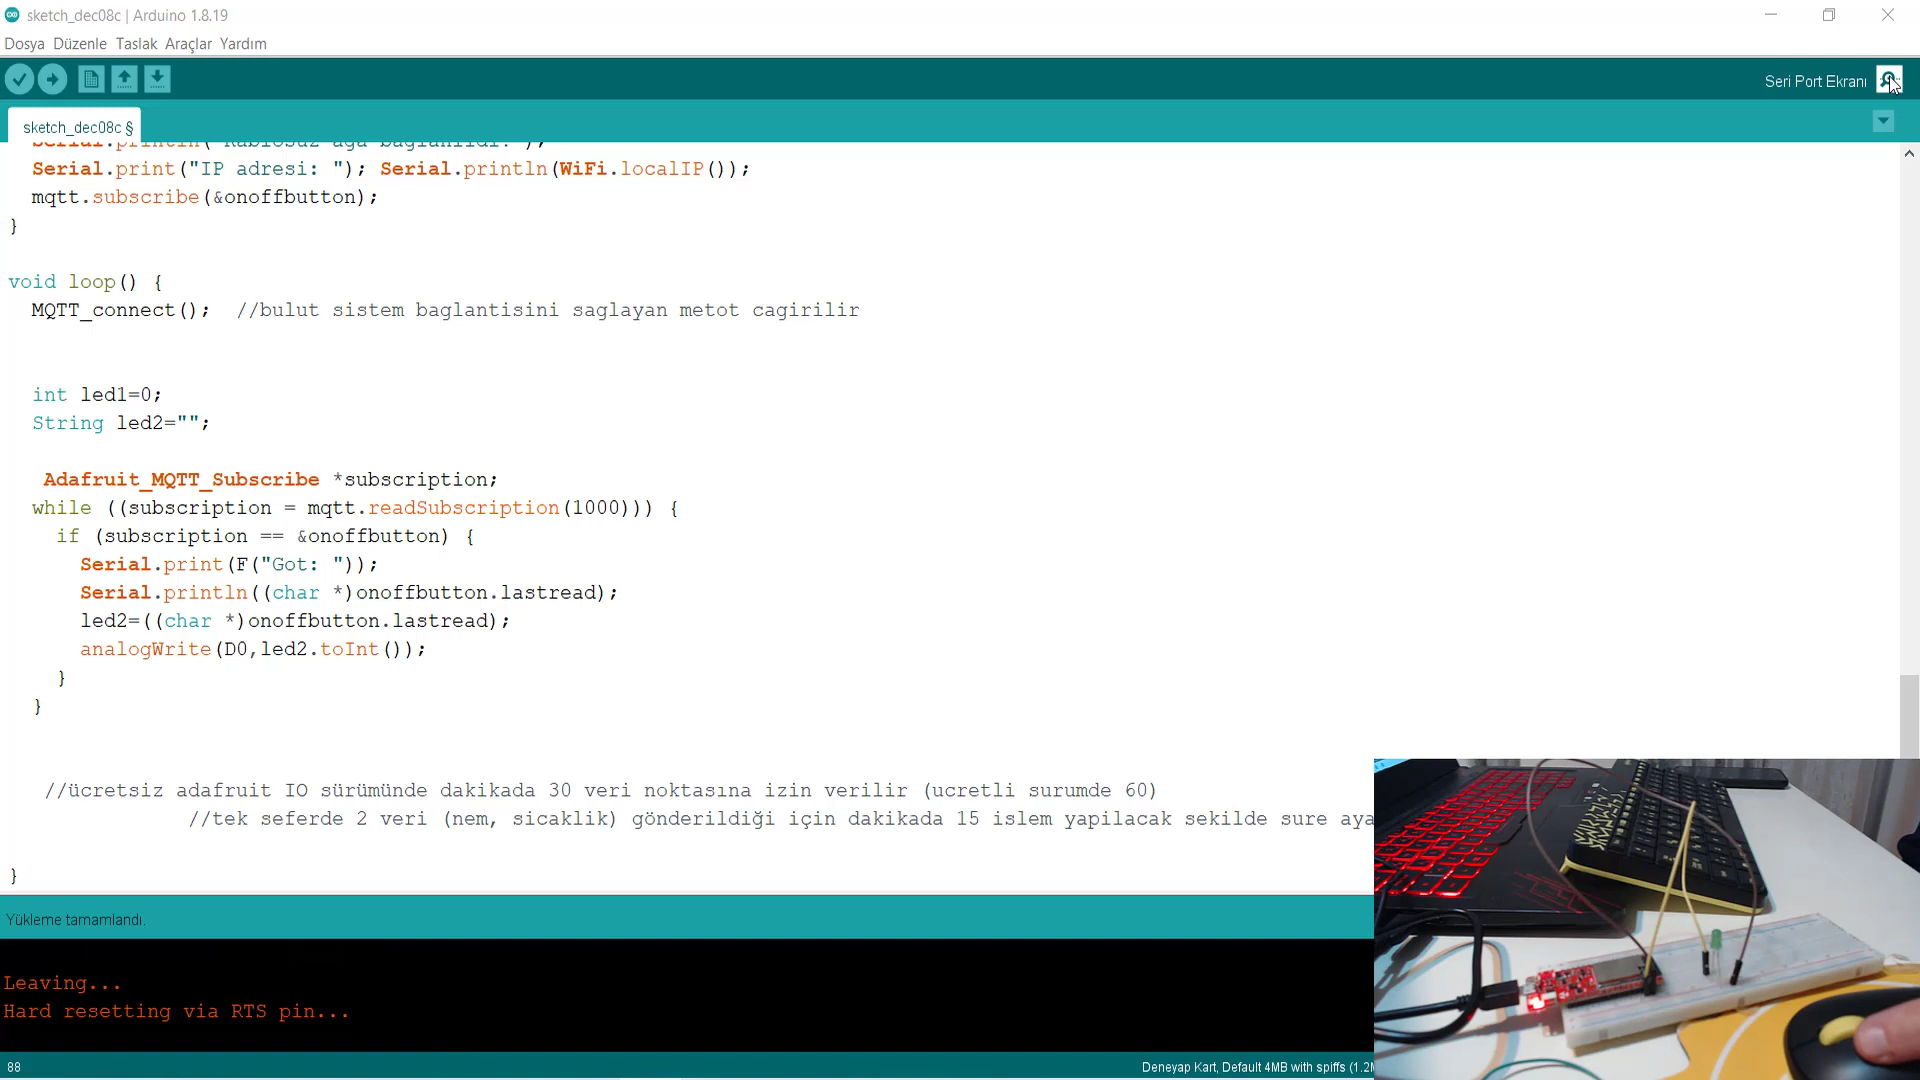 sketch_dec08c | Arduino 1.8.19
Dosya Düzenle Taslak Araçlar Yardım
Seri Port Ekranı
sketch_dec08c §
Serial.println("Kablosuz aga baglanildi.");
Serial.print("IP adresi: "); Serial.println(WiFi.localIP());
mqtt.subscribe(&onoffbutton);
}
void loop() {
MQTT_connect(); //bulut sistem baglantisini saglayan metot cagirilir
int led1=0;
String led2="";
Adafruit_MQTT_Subscribe *subscription;
while ((subscription = mqtt.readSubscription(1000))) {
if (subscription == &onoffbutton) {
Serial.print(F("Got: "));
Serial.println((char *)onoffbutton.lastread);
led2=((char *)onoffbutton.lastread);
analogWrite(D0,led2.toInt());
}
}
//ücretsiz adafruit IO sürümünde dakikada 30 veri noktasına izin verilir (ucretli surumde 60)
//tek seferde 2 veri (nem, sicaklik) gönderildiği için dakikada 15 islem yapilacak sekilde sure aya
}
Yükleme tamamlandı.
Leaving...
Hard resetting via RTS pin...
88
Deneyap Kart, Default 4MB with spiffs (1.2M